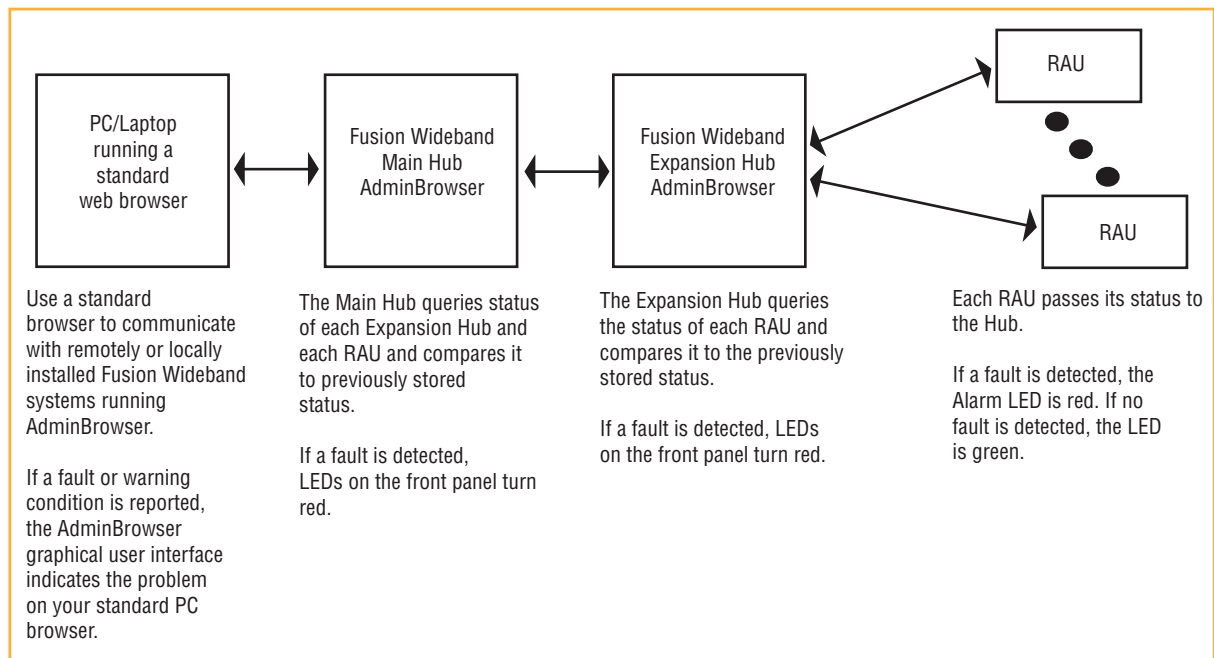 PC/Laptop
running a
standard
web browser
Fusion Wideband
Main Hub
AdminBrowser
Fusion Wideband
Expansion Hub
AdminBrowser
RAU
RAU
Use a standard
browser to communicate
with remotely or locally
installed Fusion Wideband
systems running
AdminBrowser.
If a fault or warning
condition is reported,
the AdminBrowser
graphical user interface
indicates the problem
on your standard PC
browser.
The Main Hub queries status
of each Expansion Hub and
each RAU and compares it
to previously stored
status.
If a fault is detected,
LEDs on the front panel turn
red.
The Expansion Hub queries
the status of each RAU and
compares it to the previously
stored status.
If a fault is detected, LEDs
on the front panel turn red.
Each RAU passes its status to
the Hub.
If a fault is detected, the
Alarm LED is red. If no
fault is detected, the LED
is green.